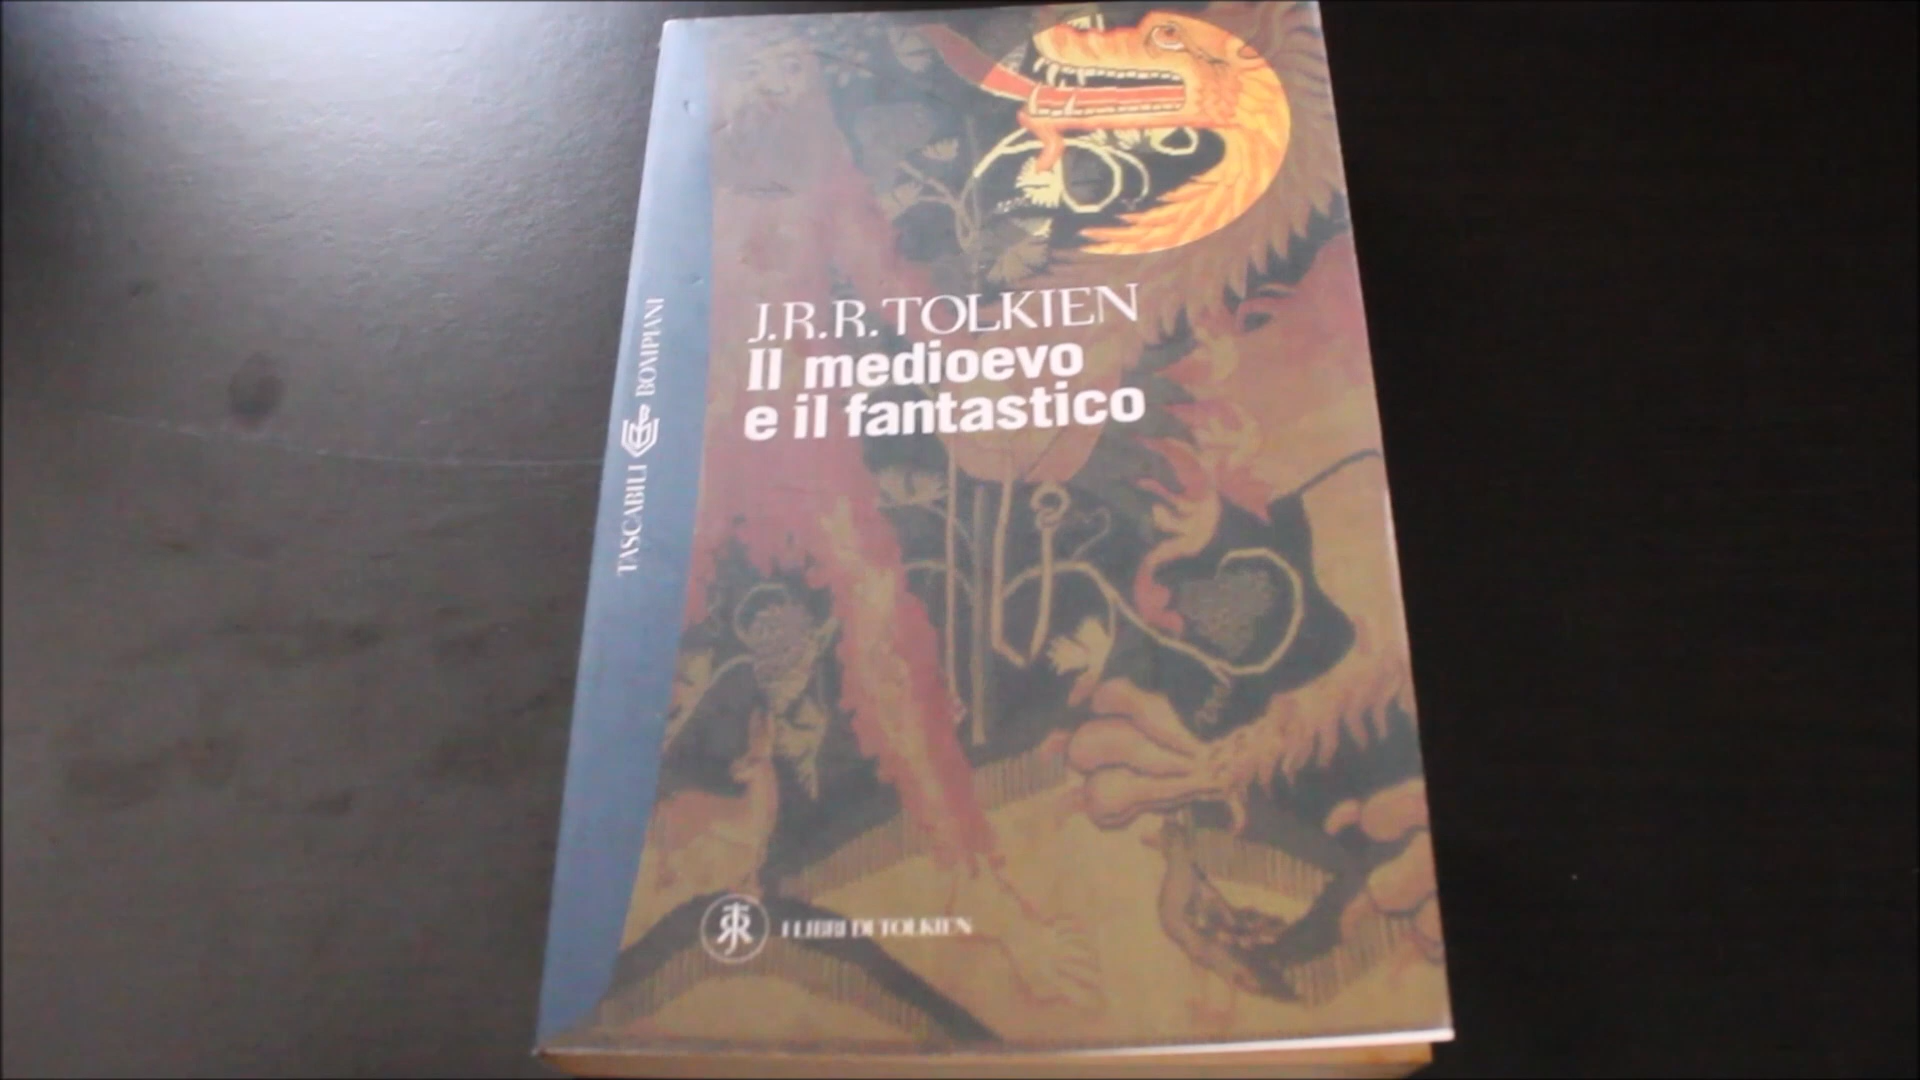 J.R.R. TOLKIEN
Il medioevo
e il fantastico
TASCABILI BOMPIANI
I LIBRI DI TOLKIEN